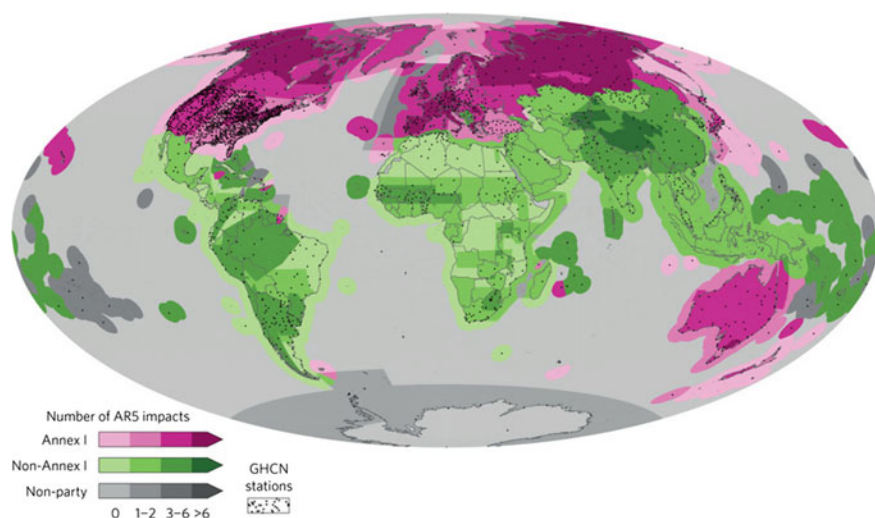 Number of AR5 impacts
Annex I
Non-Annex I
Non-party
0 1–2 3–6 >6
GHCN
stations